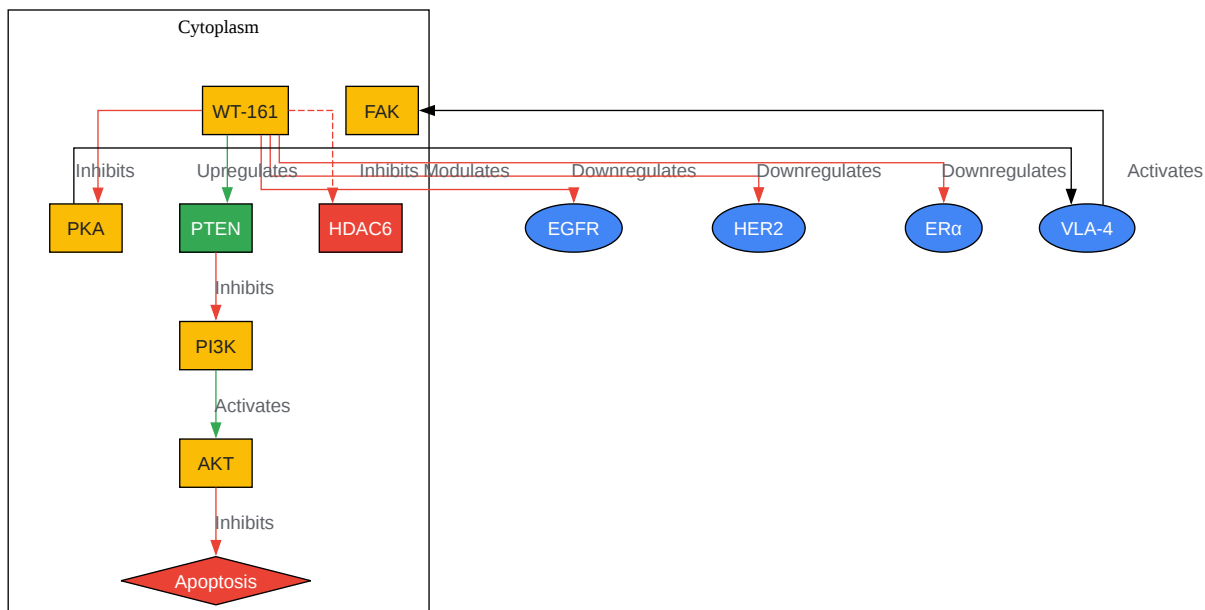 Cytoplasm
WT-161
FAK
Inhibits
Upregulates
Inhibits
Modulates
Downregulates
Downregulates
Downregulates
Activates
PKA
PTEN
HDAC6
EGFR
HER2
ERα
VLA-4
Inhibits
PI3K
Activates
AKT
Inhibits
Apoptosis